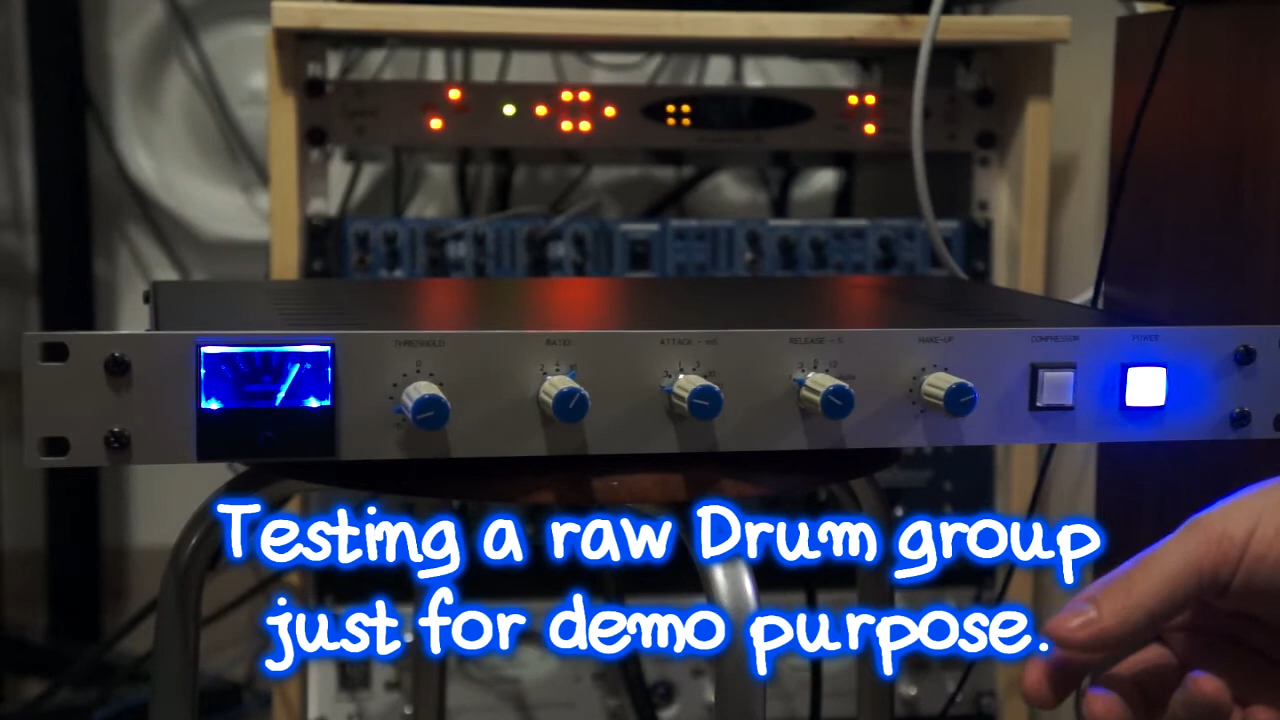 THRESHOLD
RATIO
ATTACK - mS
RELEASE - S
MAKE-UP
COMPRESSOR
POWER
Testing a raw Drum group
just for demo purpose.